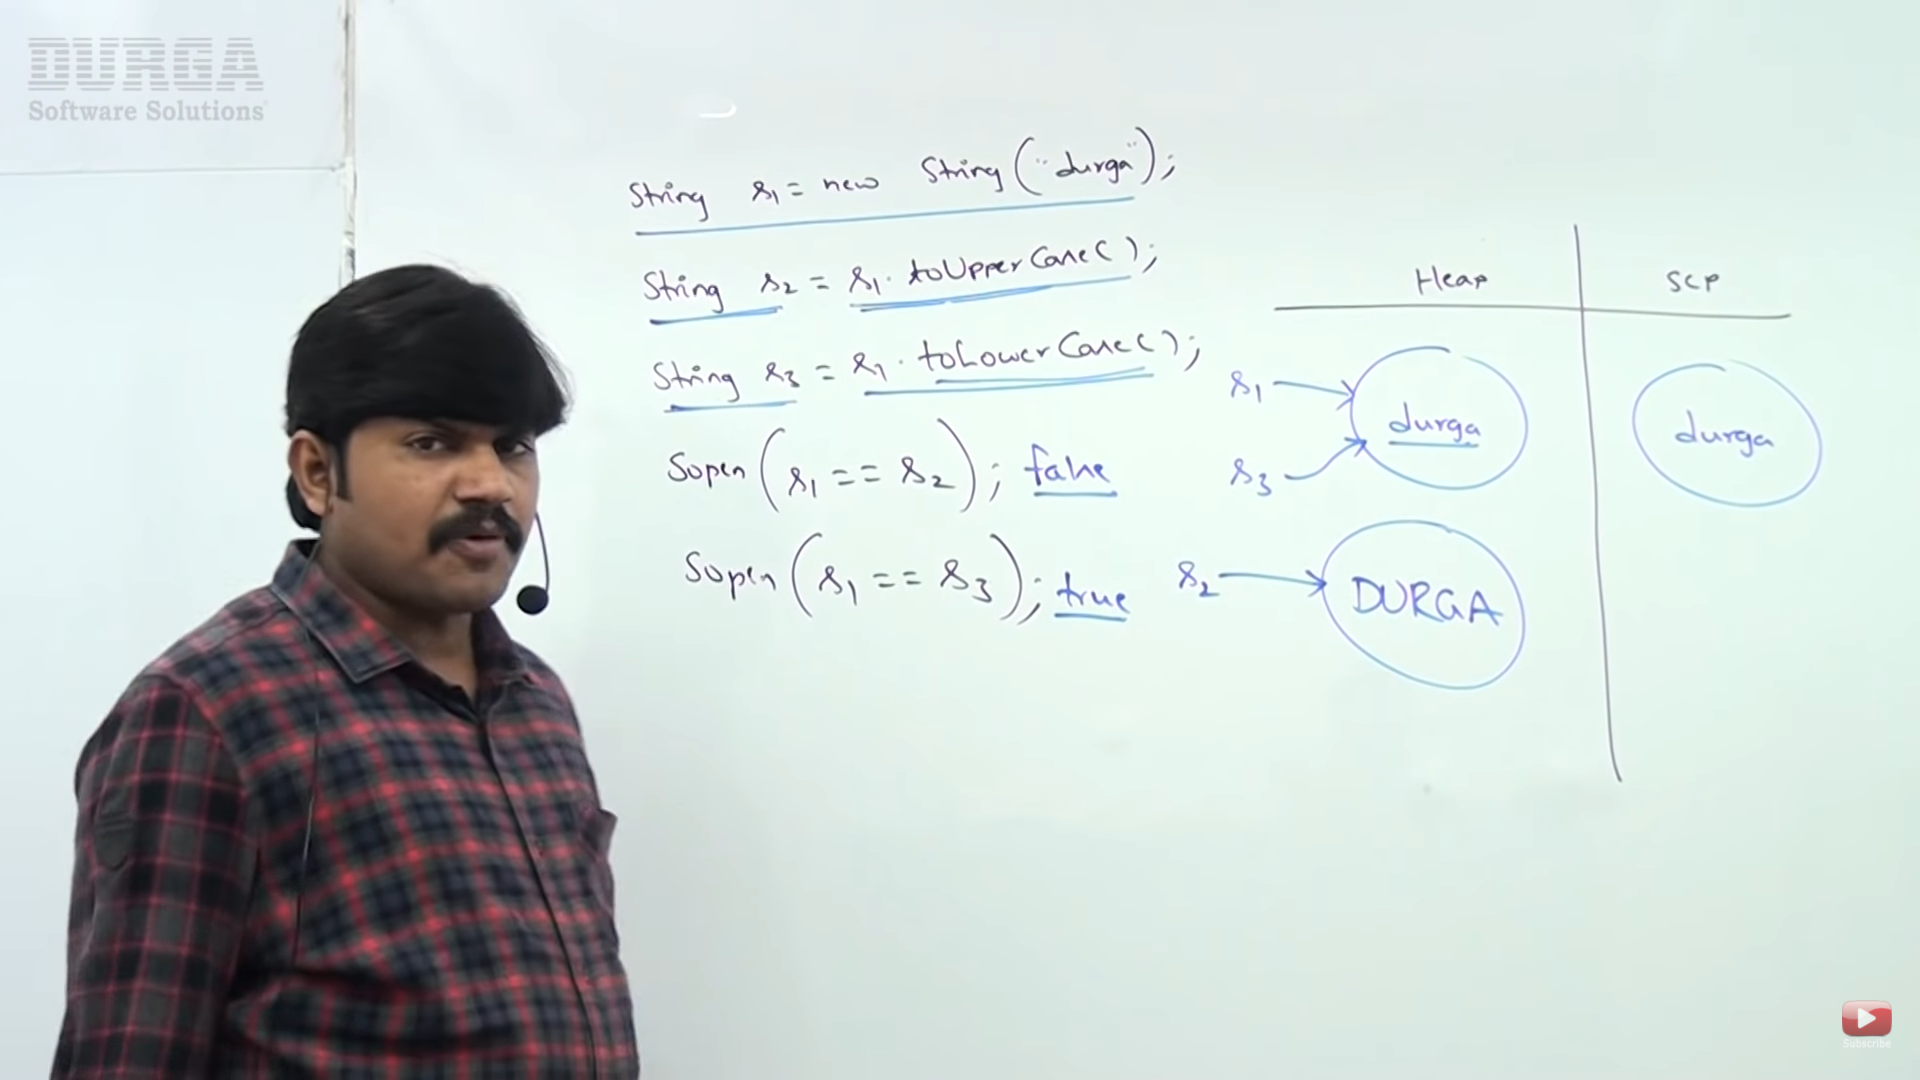 DURGA
Software Solutions
String s1 = new String("durga");
String s2 = s1.toUpperCase();
String s3 = s1.toLowerCase();
Sopln(s1 == s2); false
Sopln(s1 == s3); true
Heap SCP
s1 durga durga
s3
s2 DURGA
Subscribe